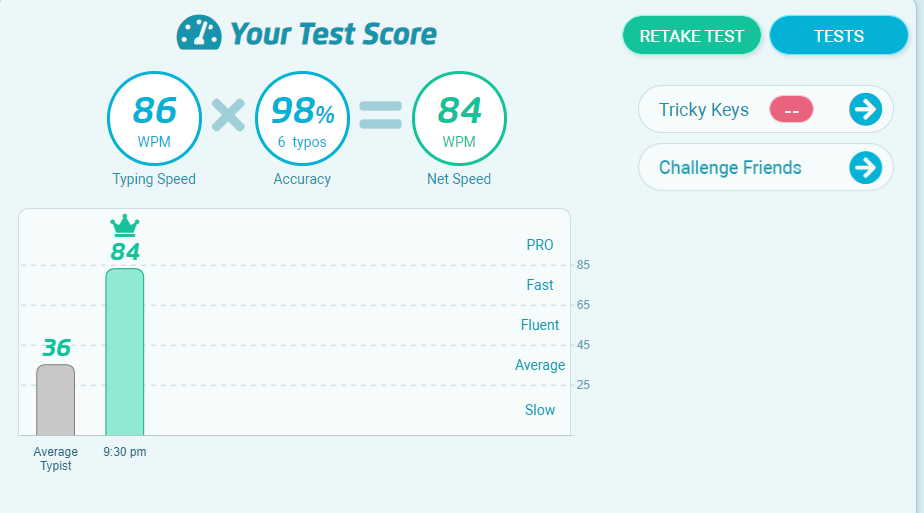 Your Test Score
RETAKE TEST
TESTS
86
WPM
Typing Speed
98%
6 typos
Accuracy
84
WPM
Net Speed
Tricky Keys
--
Challenge Friends
84
36
PRO
85
Fast
65
Fluent
45
Average
25
Slow
Average
Typist
9:30 pm